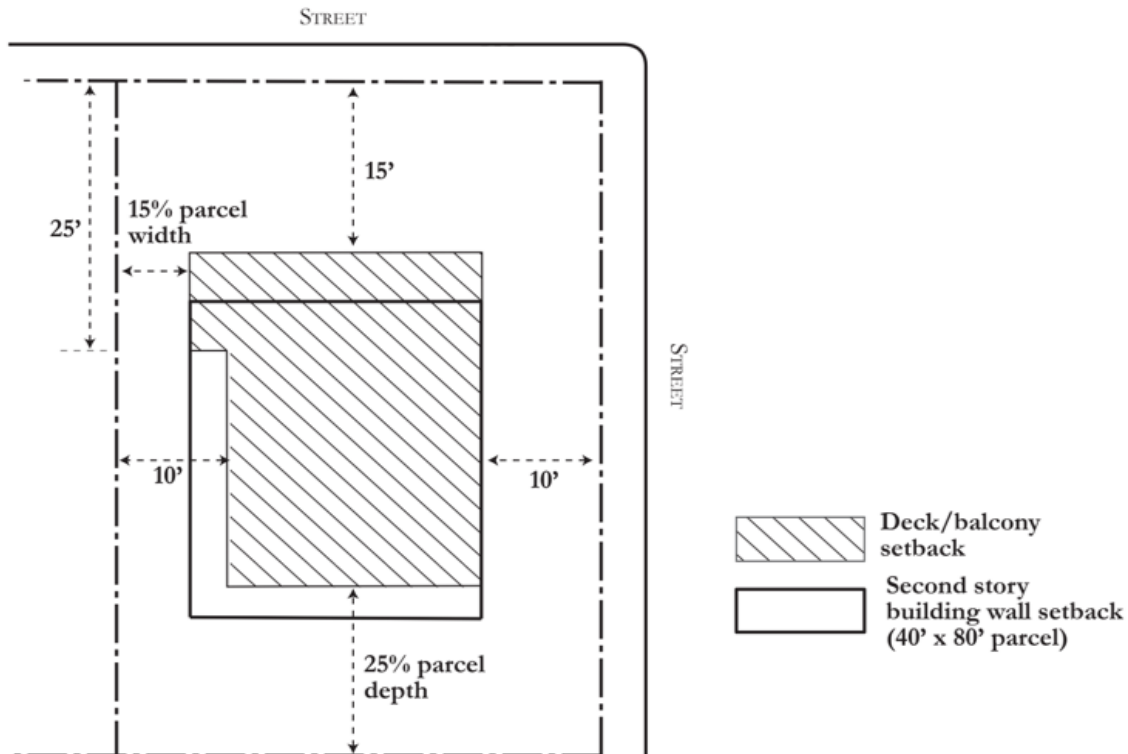 STREET
15’
15% parcel
width
25’
STREET
10’
10’
Deck/balcony
setback
Second story
building wall setback
(40’ x 80’ parcel)
25% parcel
depth